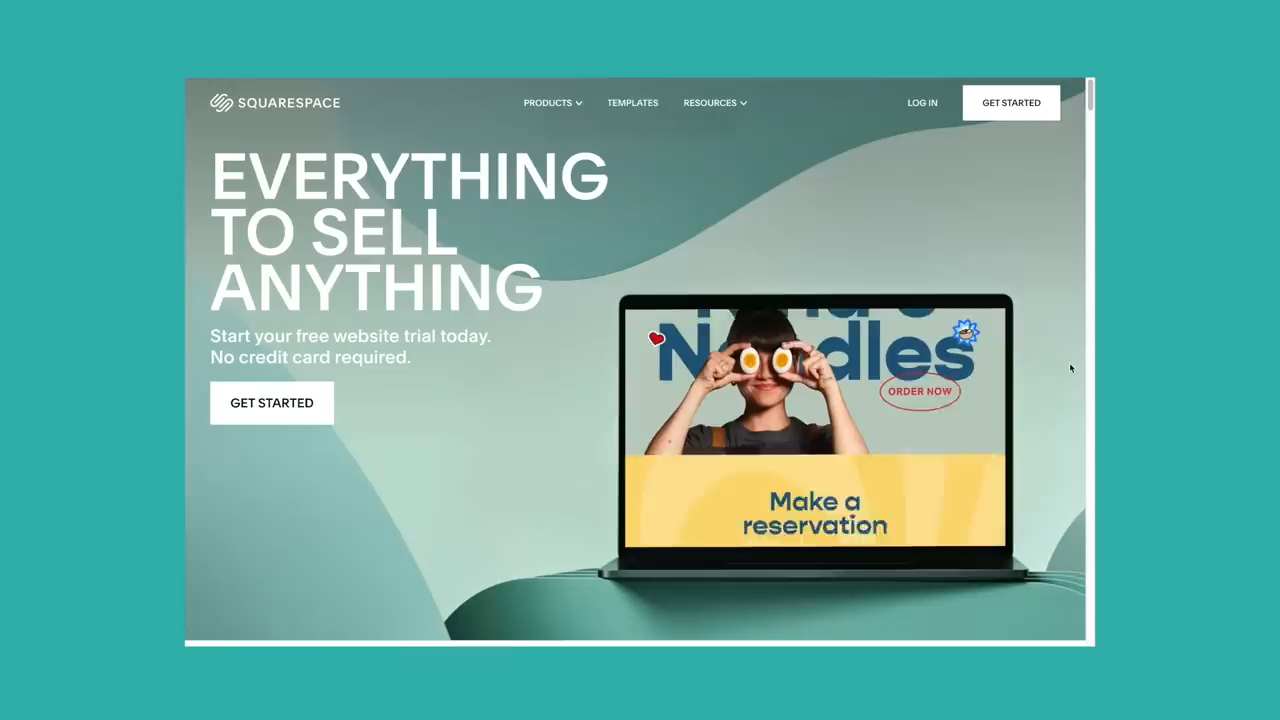 SQUARESPACE
PRODUCTS
TEMPLATES
RESOURCES
LOG IN
GET STARTED
EVERYTHING
TO SELL
ANYTHING
Start your free website trial today.
No credit card required.
GET STARTED
ORDER NOW
Make a
reservation